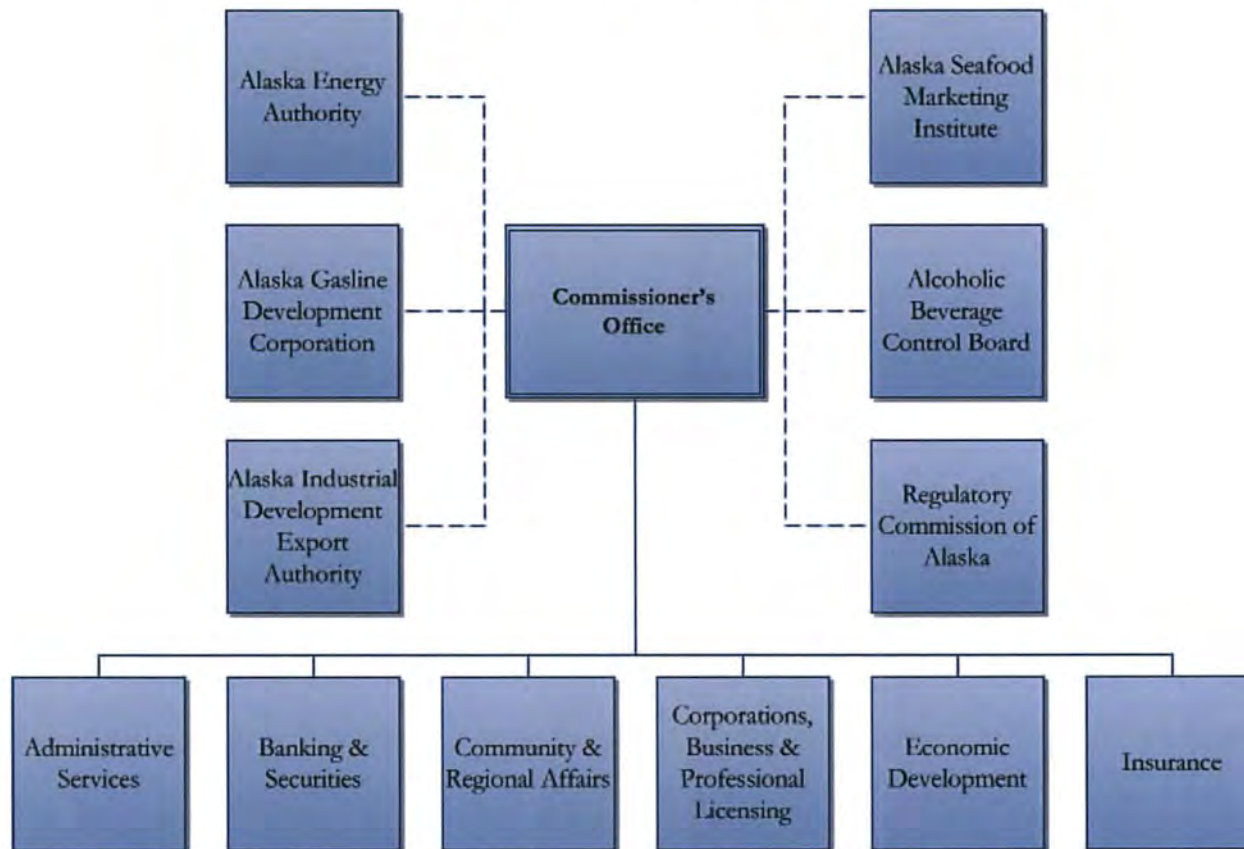 Alaska Energy
Authority
Alaska Seafood
Marketing
Institute
Alaska Gasline
Development
Corporation
Commissioner's
Office
Alcoholic
Beverage
Control Board
Alaska Industrial
Development
Export
Authority
Regulatory
Commission of
Alaska
Administrative
Services
Banking &
Securities
Community &
Regional Affairs
Corporations,
Business &
Professional
Licensing
Economic
Development
Insurance